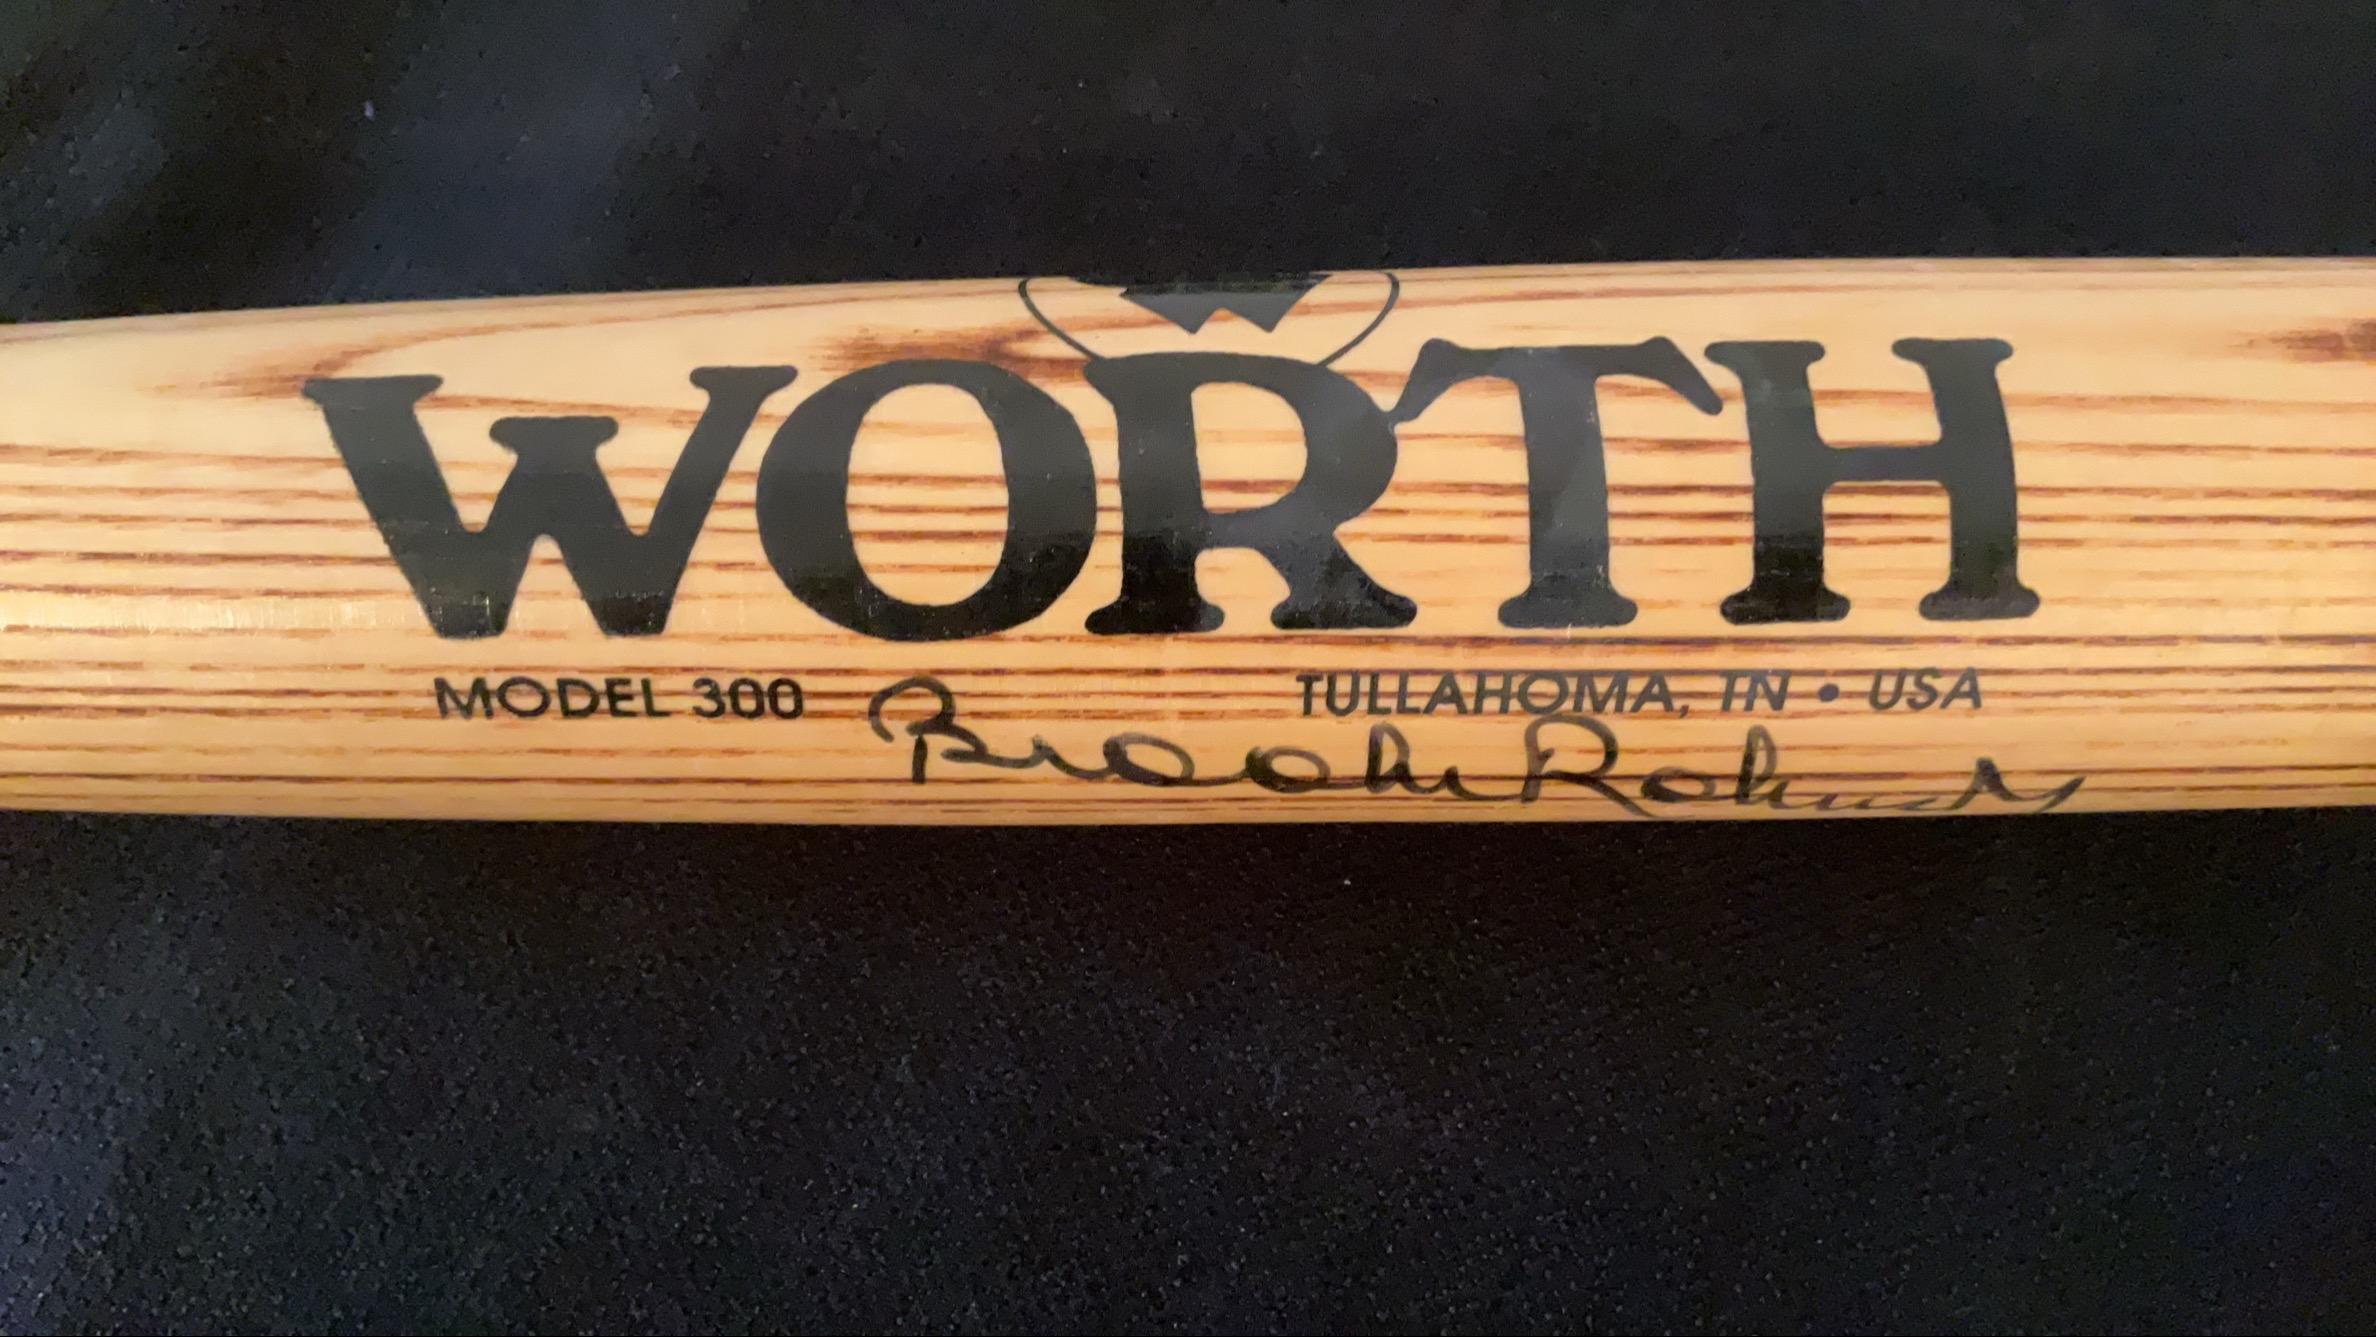 WORTH
MODEL 300 TULLAHOMA, TN • USA
Brooks Robinson